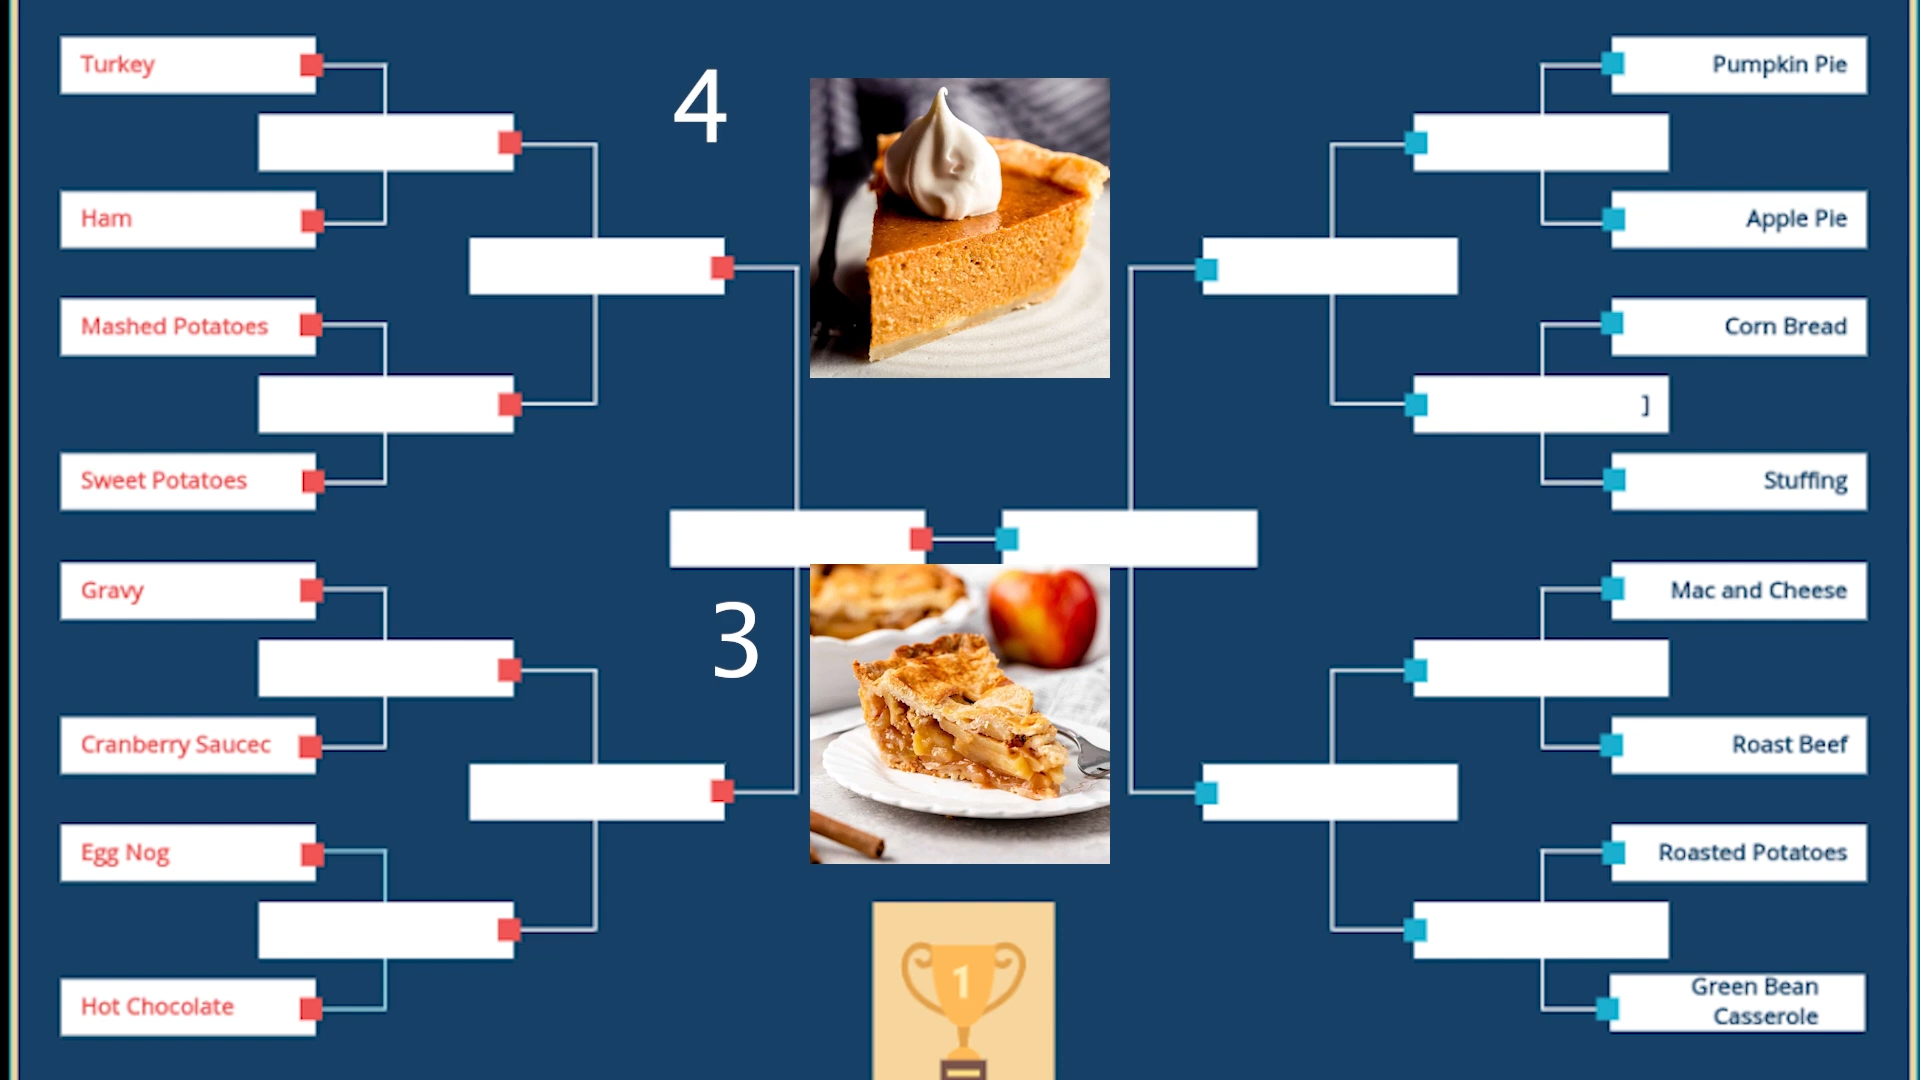 Turkey
Ham
Mashed Potatoes
Sweet Potatoes
Gravy
Cranberry Saucec
Egg Nog
Hot Chocolate
4
3
1
Pumpkin Pie
Apple Pie
Corn Bread
]
Stuffing
Mac and Cheese
Roast Beef
Roasted Potatoes
Green Bean
Casserole